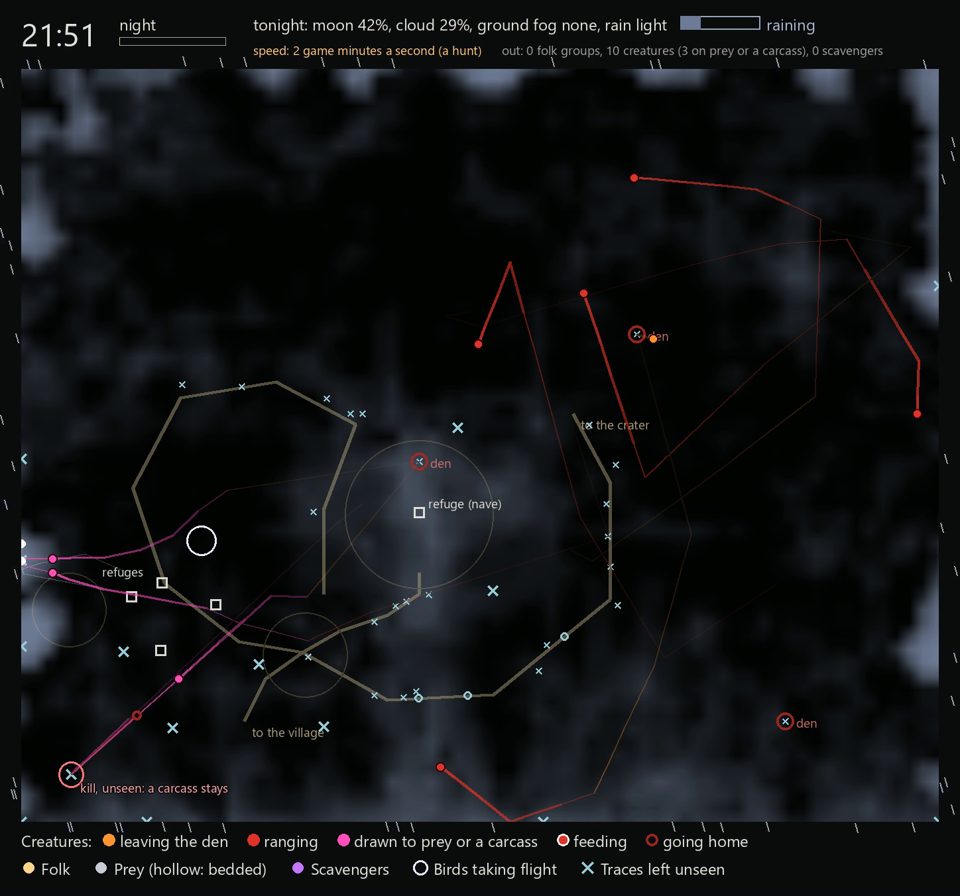 21:51
night
tonight: moon 42%, cloud 29%, ground fog none, rain light
raining
speed: 2 game minutes a second (a hunt)
out: 0 folk groups, 10 creatures (3 on prey or a carcass), 0 scavengers
den
to the crater
den
refuge (nave)
refuges
den
to the village
kill, unseen: a carcass stays
Creatures:
leaving the den
ranging
drawn to prey or a carcass
feeding
going home
Folk
Prey (hollow: bedded)
Scavengers
Birds taking flight
Traces left unseen